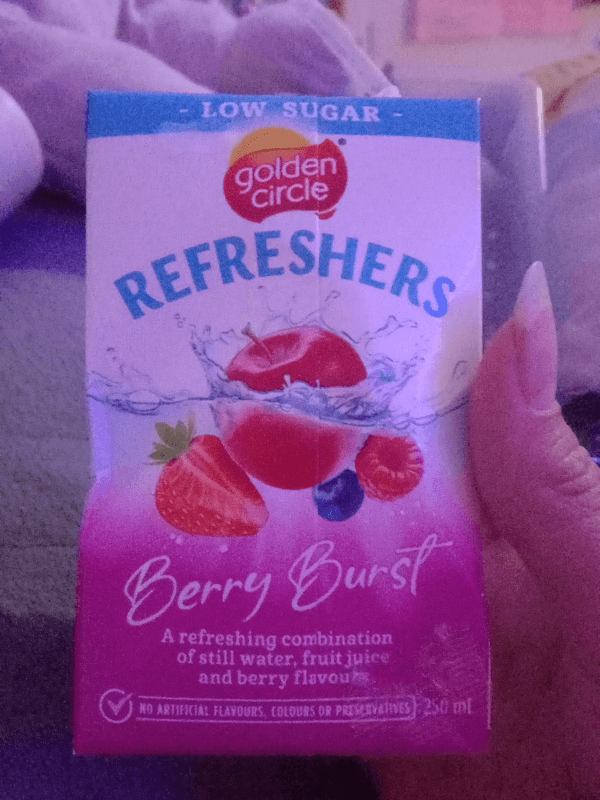 - LOW SUGAR -
golden
circle
REFRESHERS
Berry Burst
A refreshing combination
of still water, fruit juice
and berry flavours
NO ARTIFICIAL FLAVOURS, COLOURS OR PRESERVATIVES 250 ml